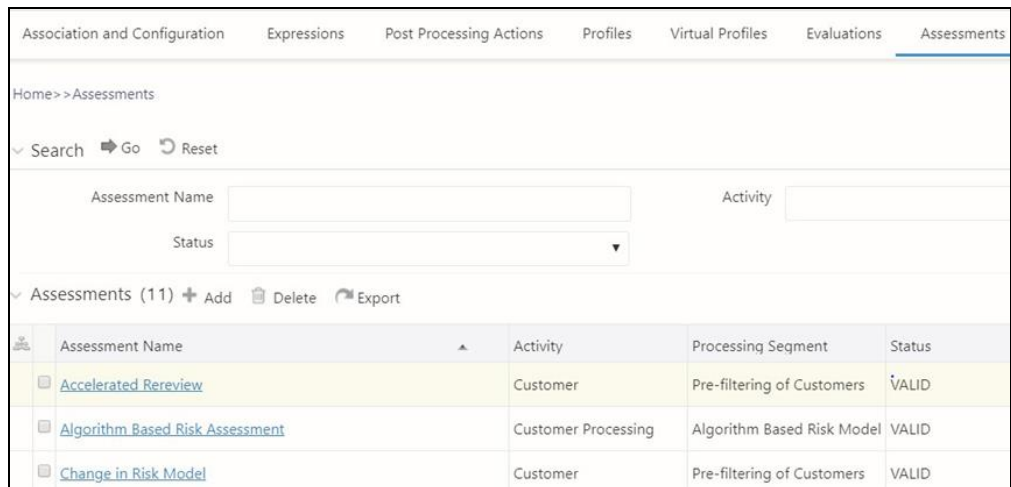 Association and Configuration Expressions Post Processing Actions Profiles Virtual Profiles Evaluations Assessments
Home>>Assessments
Search Go Reset
Assessment Name Activity
Status
Assessments (11) Add Delete Export
Assessment Name Activity Processing Segment Status
Accelerated Rereview Customer Pre-filtering of Customers VALID
Algorithm Based Risk Assessment Customer Processing Algorithm Based Risk Model VALID
Change in Risk Model Customer Pre-filtering of Customers VALID